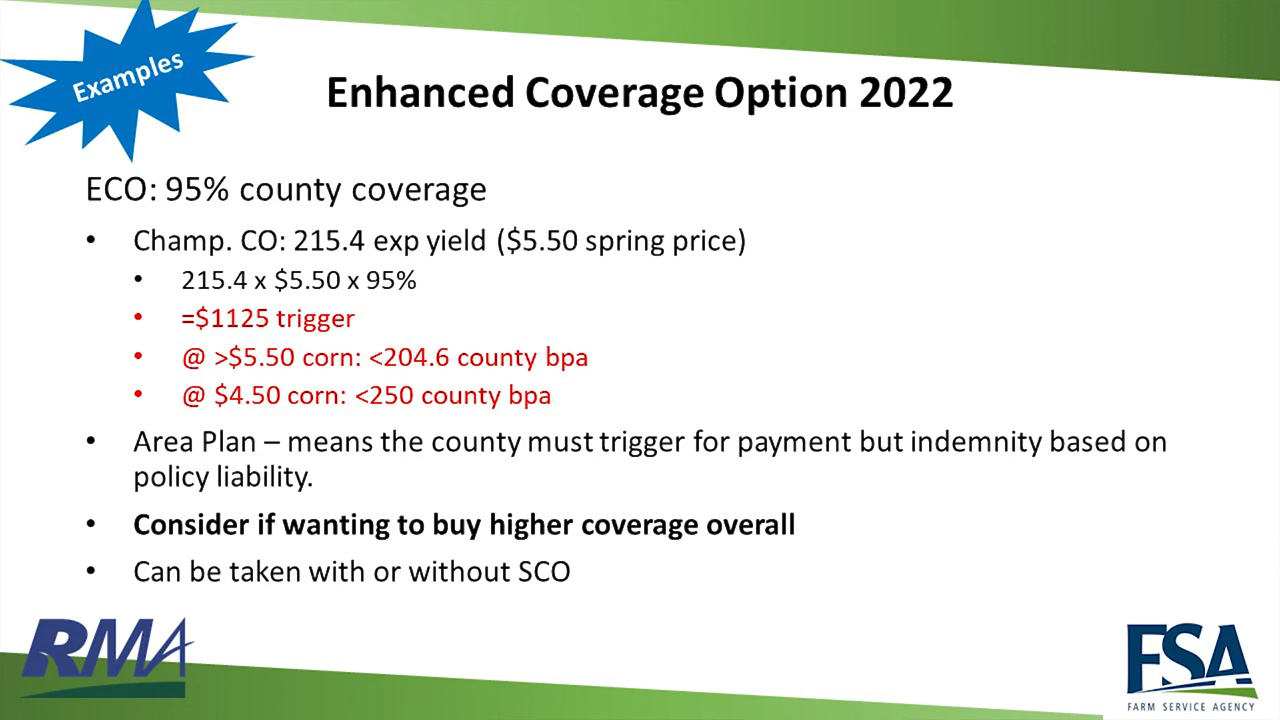 Examples
Enhanced Coverage Option 2022
ECO: 95% county coverage
• Champ. CO: 215.4 exp yield ($5.50 spring price)
• 215.4 x $5.50 x 95%
• =$1125 trigger
• @ >$5.50 corn: <204.6 county bpa
• @ $4.50 corn: <250 county bpa
• Area Plan – means the county must trigger for payment but indemnity based on
policy liability.
• Consider if wanting to buy higher coverage overall
• Can be taken with or without SCO
RMA
FSA
FARM SERVICE AGENCY